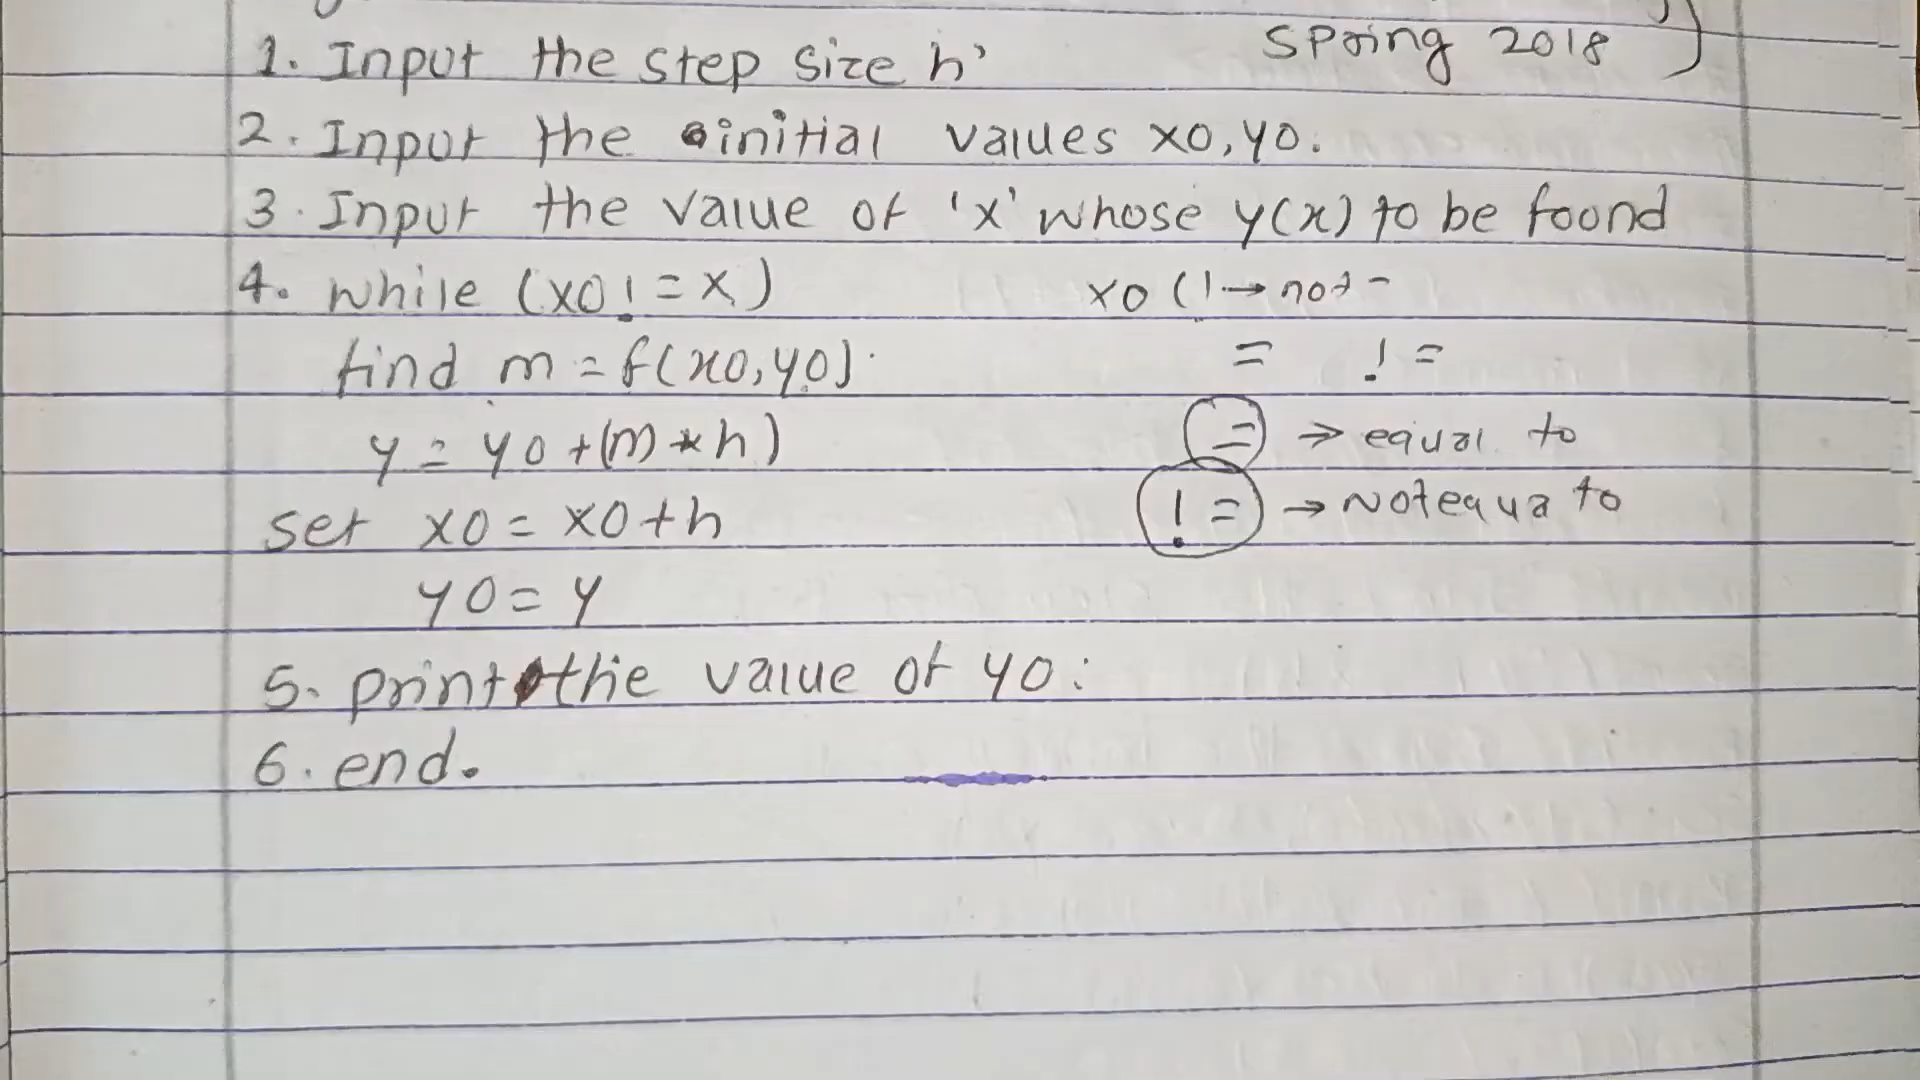 1. Input the step size h'
spring 2018)
2. Input the initial values x0, y0.
3. Input the value of 'x' whose y(x) to be found
4. while (x0 != x)
x0 (! → not =
find m = f(x0, y0).
= ! =
y = y0 + (m * h)
= → equal to
set x0 = x0 + h
! = → Notequa to
y0 = y
5. print the value of y0.
6. end.